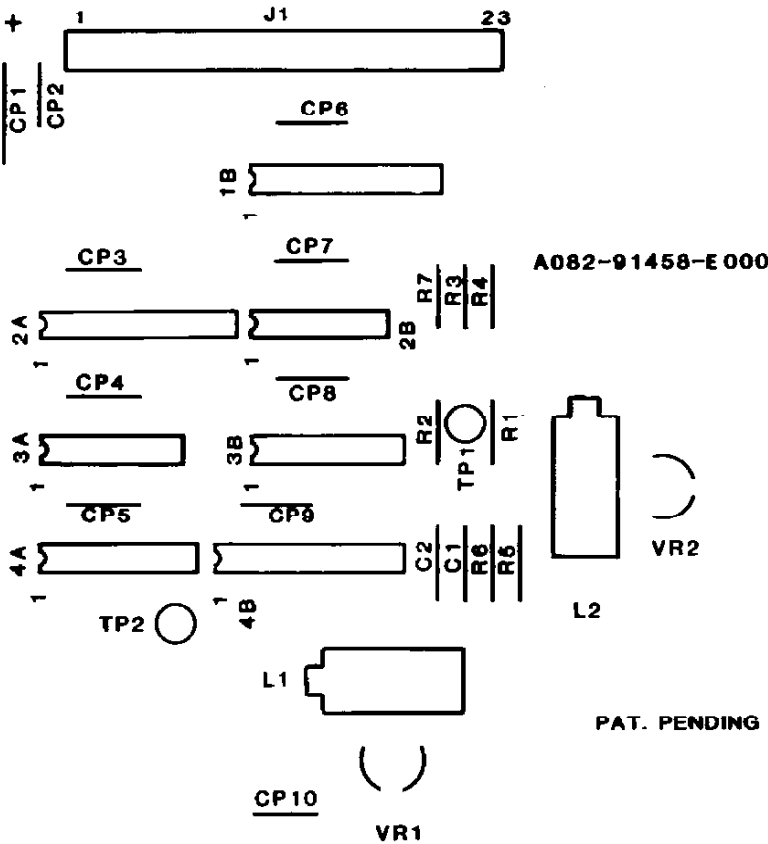 + 1 J1 23
CP1
CP2
CP6
1B
1
CP3
CP7
A082-91458-E000
R7
R3
R4
2A
2B
1
1
CP4
CP8
3A
3B
R2
TP1
R1
1
1
CP5
CP9
VR2
4A
C2
C1
R6
R5
1
1
4B
TP2
L2
L1
PAT. PENDING
CP10
VR1